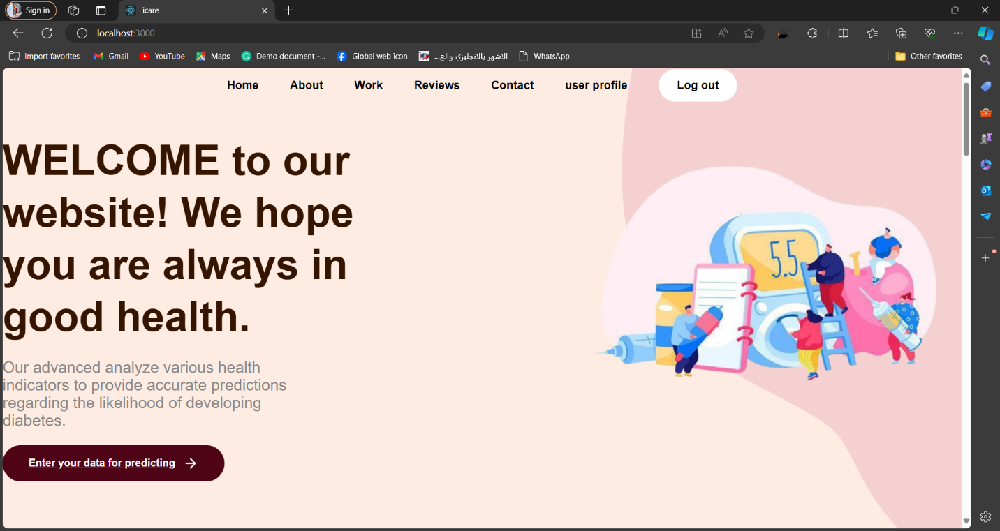 Sign in
icare
localhost:3000
Import favorites
Gmail
YouTube
Maps
Demo document -...
Global web icon
الاشهر بالانجليزي والع...
WhatsApp
Other favorites
Home
About
Work
Reviews
Contact
user profile
Log out
WELCOME to our
website! We hope
you are always in
good health.
5.5
Our advanced analyze various health
indicators to provide accurate predictions
regarding the likelihood of developing
diabetes.
Enter your data for predicting